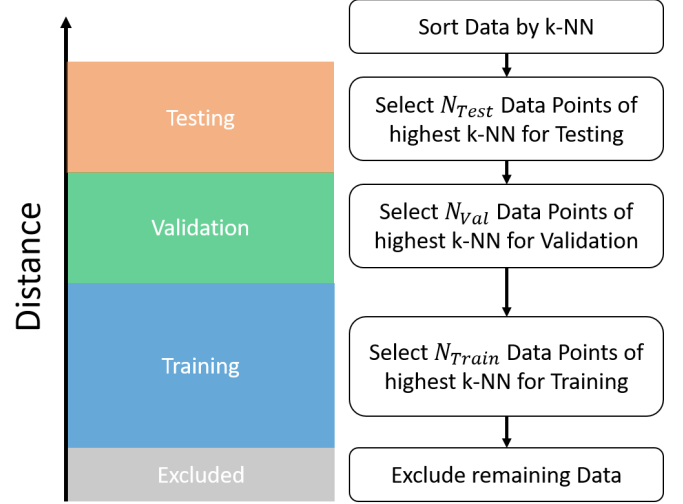 Distance
Testing
Validation
Training
Excluded
Sort Data by k-NN
Select N_Test Data Points of
highest k-NN for Testing
Select N_Val Data Points of
highest k-NN for Validation
Select N_Train Data Points of
highest k-NN for Training
Exclude remaining Data